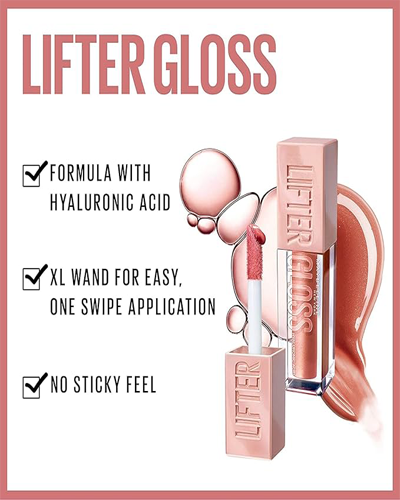 LIFTER GLOSS
FORMULA WITH
HYALURONIC ACID
XL WAND FOR EASY,
ONE SWIPE APPLICATION
NO STICKY FEEL
LIFTER
GLOSS
LIFTER